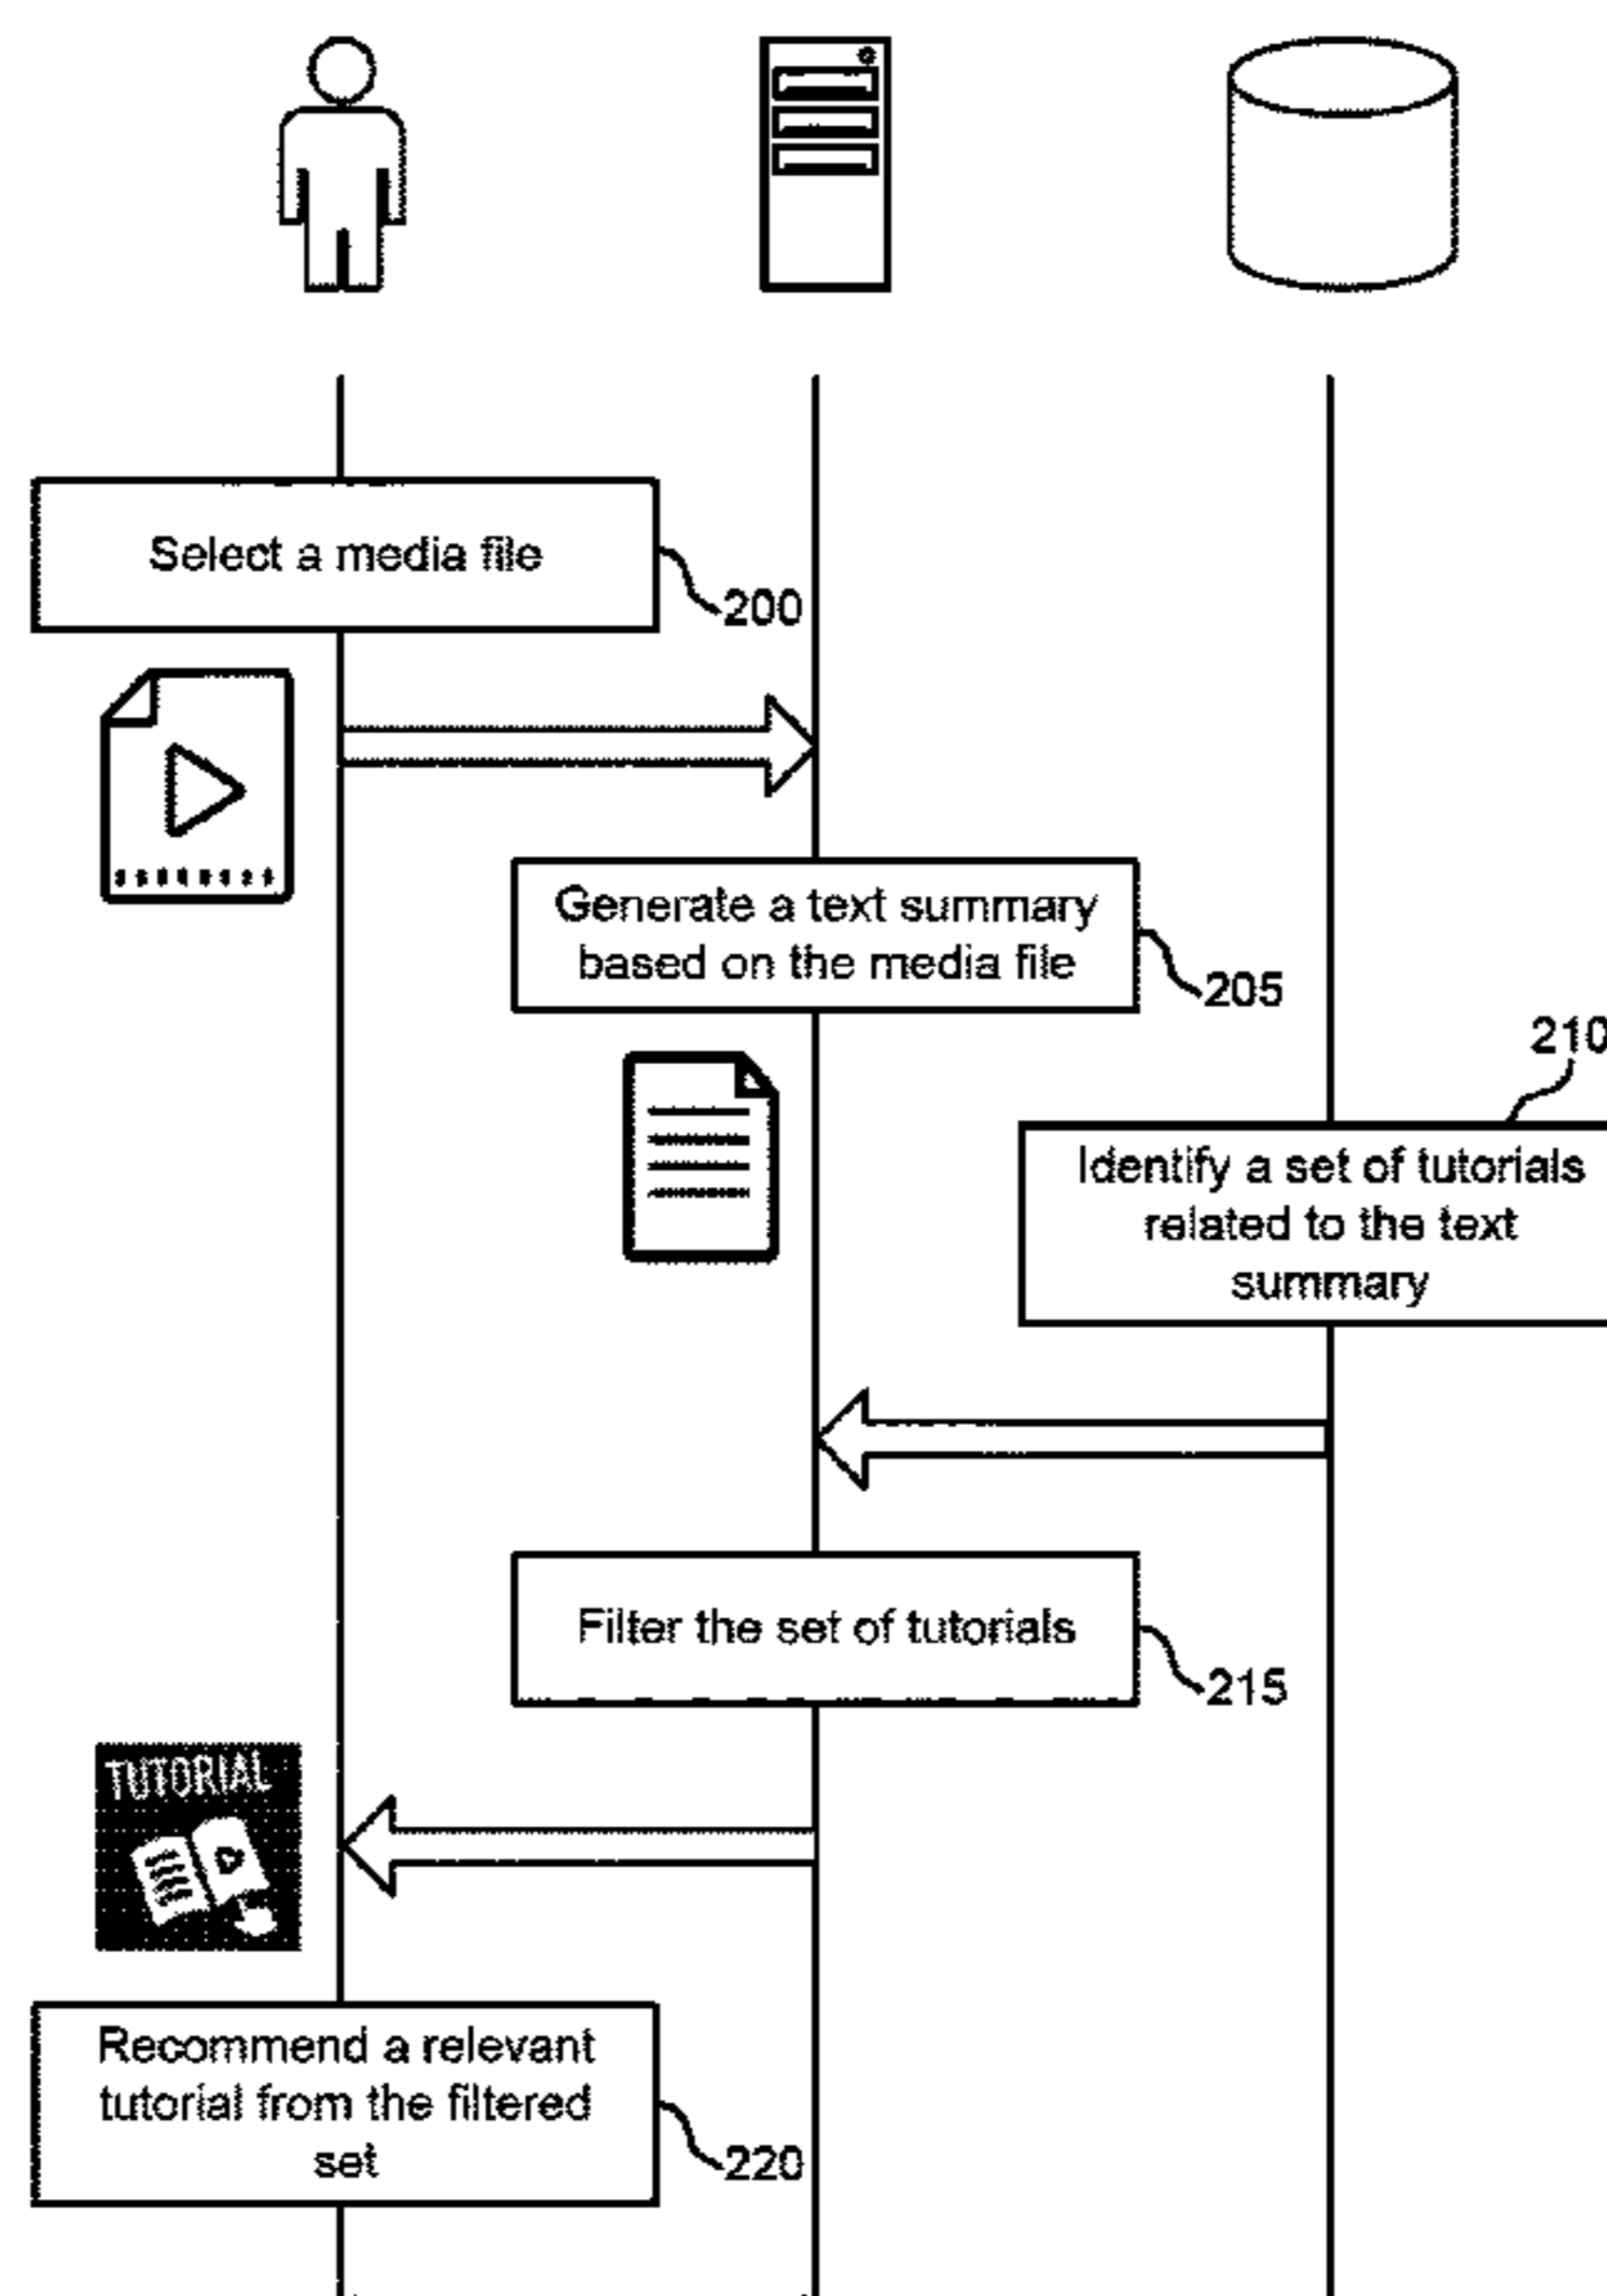 Select a media file
200
Generate a text summary
based on the media file
205
210
Identify a set of tutorials
related to the text
summary
Filter the set of tutorials
215
TUTORIAL
Recommend a relevant
tutorial from the filtered
set
220